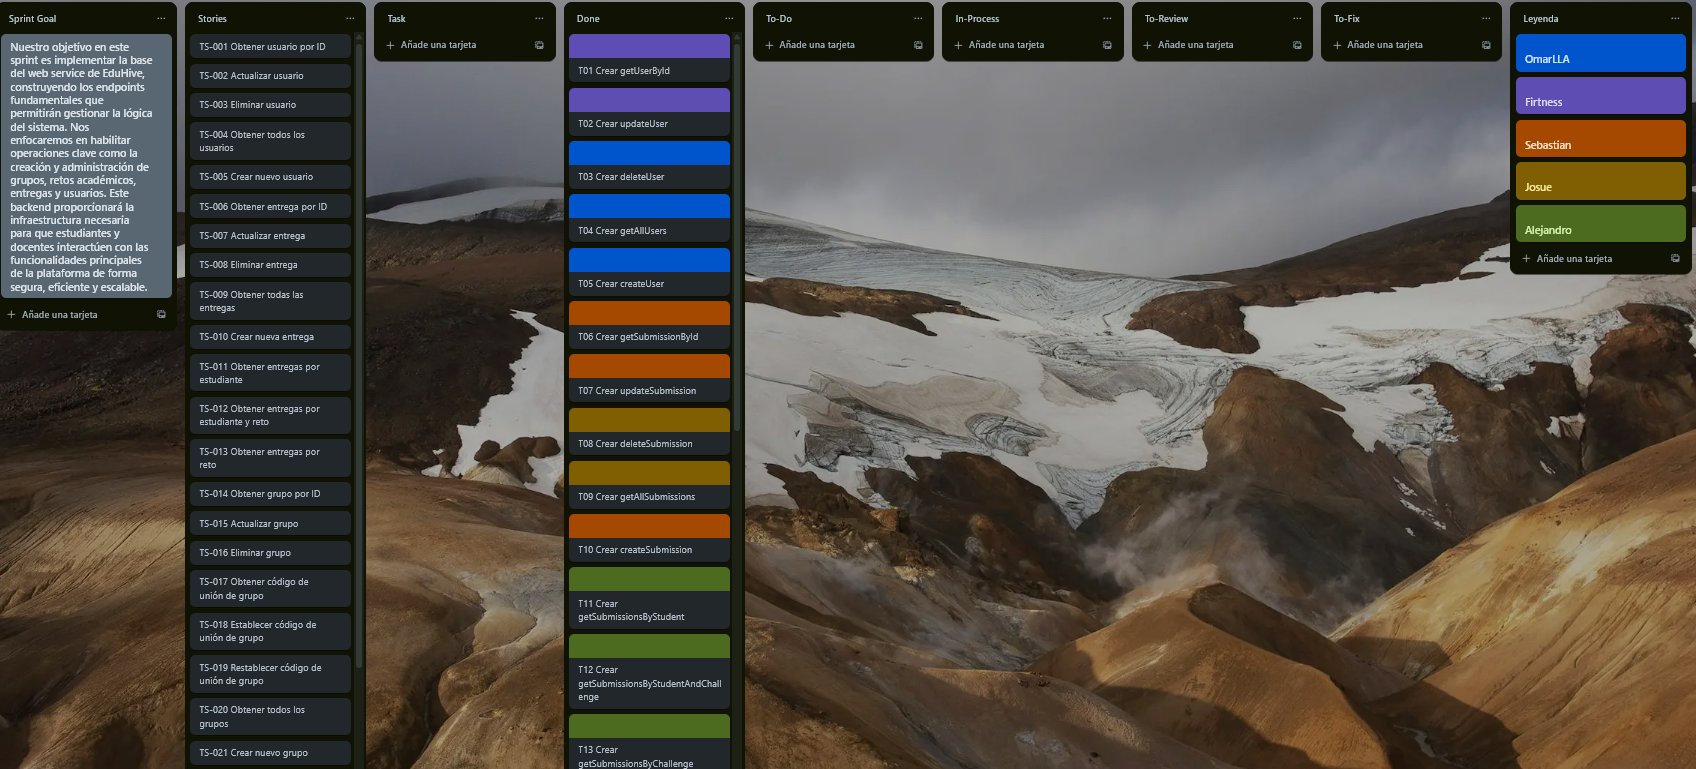 Sprint Goal
Nuestro objetivo en este
sprint es implementar la base
del web service de EduHive,
construyendo los endpoints
fundamentales que
permitirán gestionar la lógica
del sistema. Nos
enfocaremos en habilitar
operaciones clave como la
creación y administración de
grupos, retos académicos,
entregas y usuarios. Este
backend proporcionará la
infraestructura necesaria
para que estudiantes y
docentes interactúen con las
funcionalidades principales
de la plataforma de forma
segura, eficiente y escalable.
Añade una tarjeta
Stories
TS-001 Obtener usuario por ID
TS-002 Actualizar usuario
TS-003 Eliminar usuario
TS-004 Obtener todos los
usuarios
TS-005 Crear nuevo usuario
TS-006 Obtener entrega por ID
TS-007 Actualizar entrega
TS-008 Eliminar entrega
TS-009 Obtener todas las
entregas
TS-010 Crear nueva entrega
TS-011 Obtener entregas por
estudiante
TS-012 Obtener entregas por
estudiante y reto
TS-013 Obtener entregas por
reto
TS-014 Obtener grupo por ID
TS-015 Actualizar grupo
TS-016 Eliminar grupo
TS-017 Obtener código de
unión de grupo
TS-018 Establecer código de
unión de grupo
TS-019 Restablecer código de
unión de grupo
TS-020 Obtener todos los
grupos
TS-021 Crear nuevo grupo
Task
Añade una tarjeta
Done
T01 Crear getUserById
T02 Crear updateUser
T03 Crear deleteUser
T04 Crear getAllUsers
T05 Crear createUser
T06 Crear getSubmissionById
T07 Crear updateSubmission
T08 Crear deleteSubmission
T09 Crear getAllSubmissions
T10 Crear createSubmission
T11 Crear
getSubmissionsByStudent
T12 Crear
getSubmissionsByStudentAndChall
enge
T13 Crear
getSubmissionsByChallenge
To-Do
Añade una tarjeta
In-Process
Añade una tarjeta
To-Review
Añade una tarjeta
To-Fix
Añade una tarjeta
Leyenda
OmarLLA
Firtness
Sebastian
Josue
Alejandro
Añade una tarjeta